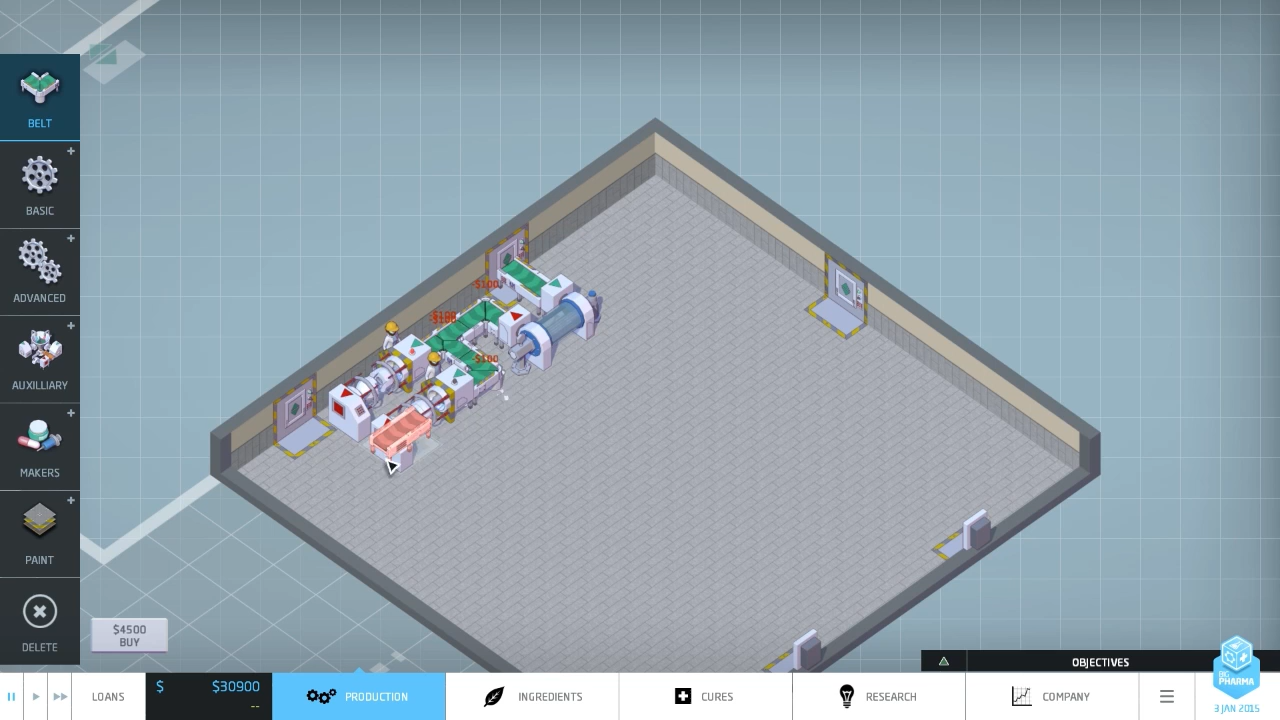 BELT
BASIC
ADVANCED
AUXILLIARY
MAKERS
PAINT
DELETE
$100
$100
$100
$4500
BUY
OBJECTIVES
BIG
PHARMA
LOANS
$ $30900
--
PRODUCTION
INGREDIENTS
CURES
RESEARCH
COMPANY
3 JAN 2015